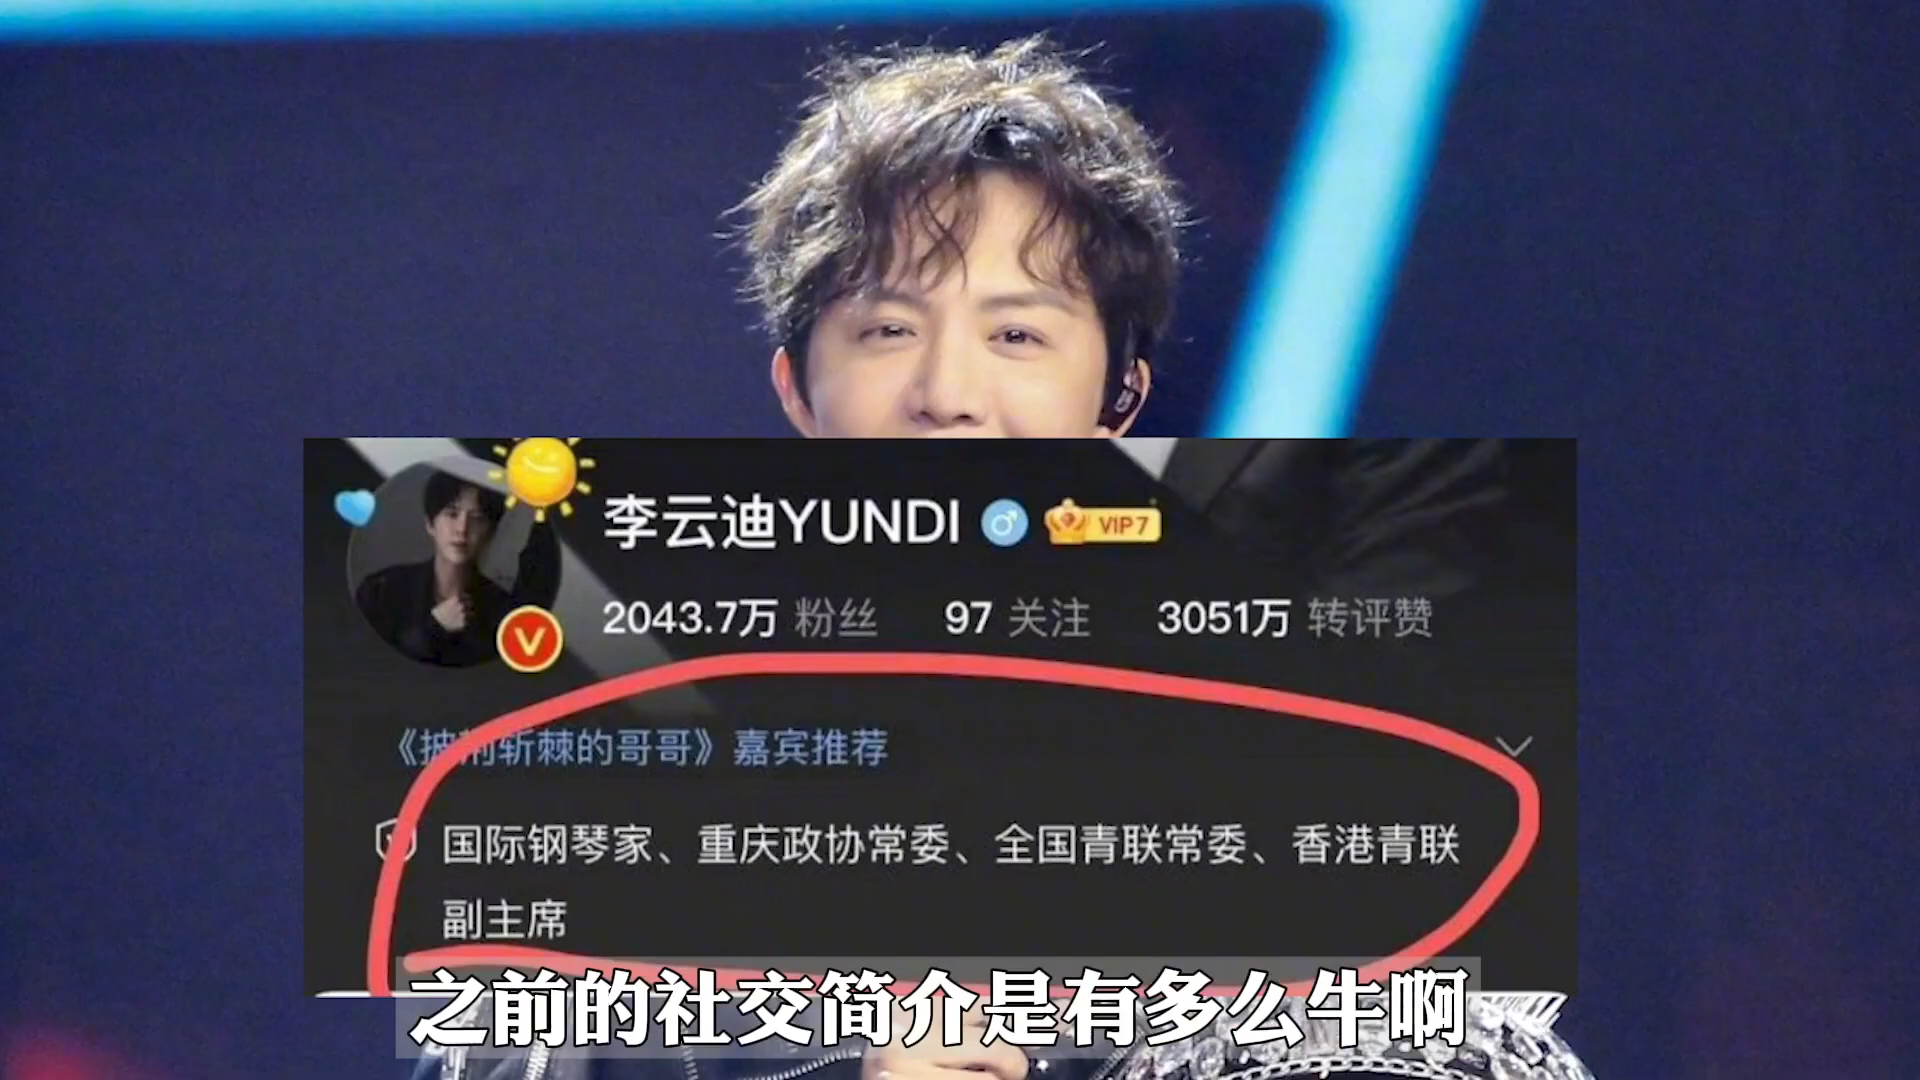 李云迪YUNDI VIP7
2043.7万 粉丝 97 关注 3051万 转评赞
《披荆斩棘的哥哥》嘉宾推荐
国际钢琴家、重庆政协常委、全国青联常委、香港青联
副主席
之前的社交简介是有多么牛啊